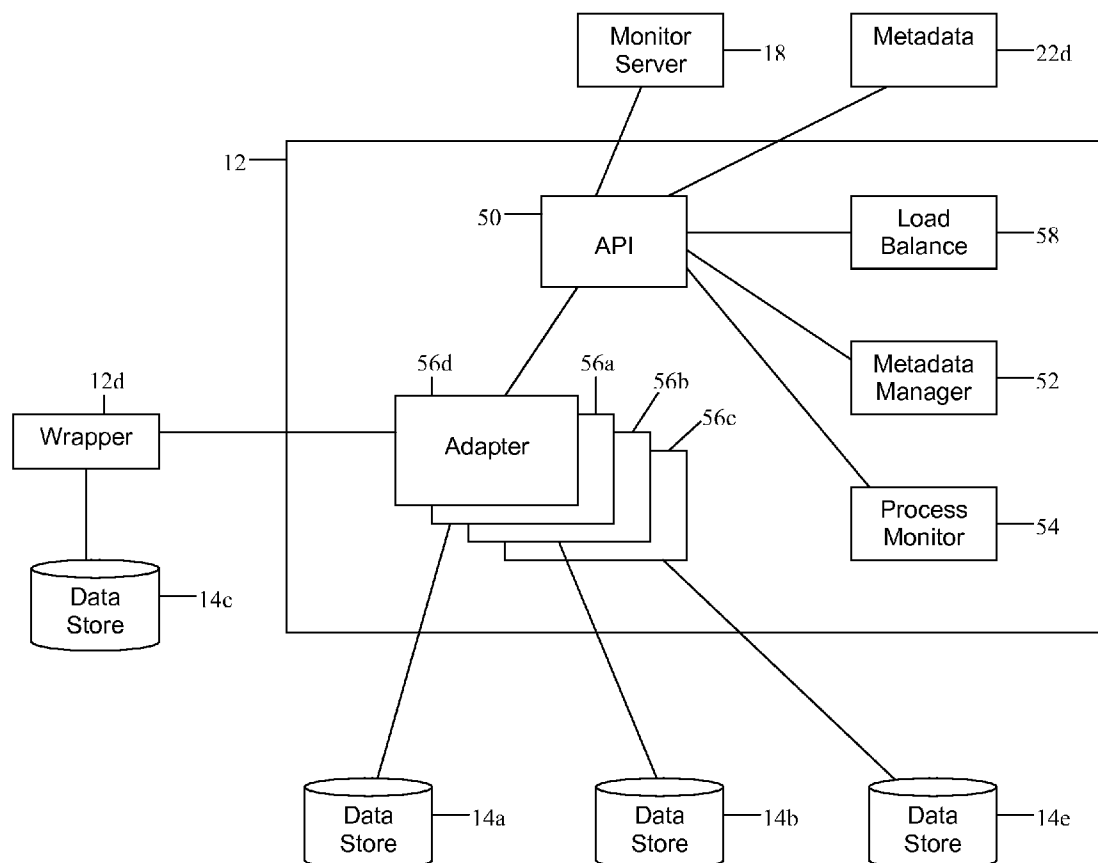 Monitor
Server
18
Metadata
22d
12
50
API
Load
Balance
58
56d
56a
56b
56c
Metadata
Manager
52
12d
Wrapper
Adapter
Process
Monitor
54
Data
Store
14c
Data
Store
14a
Data
Store
14b
Data
Store
14e